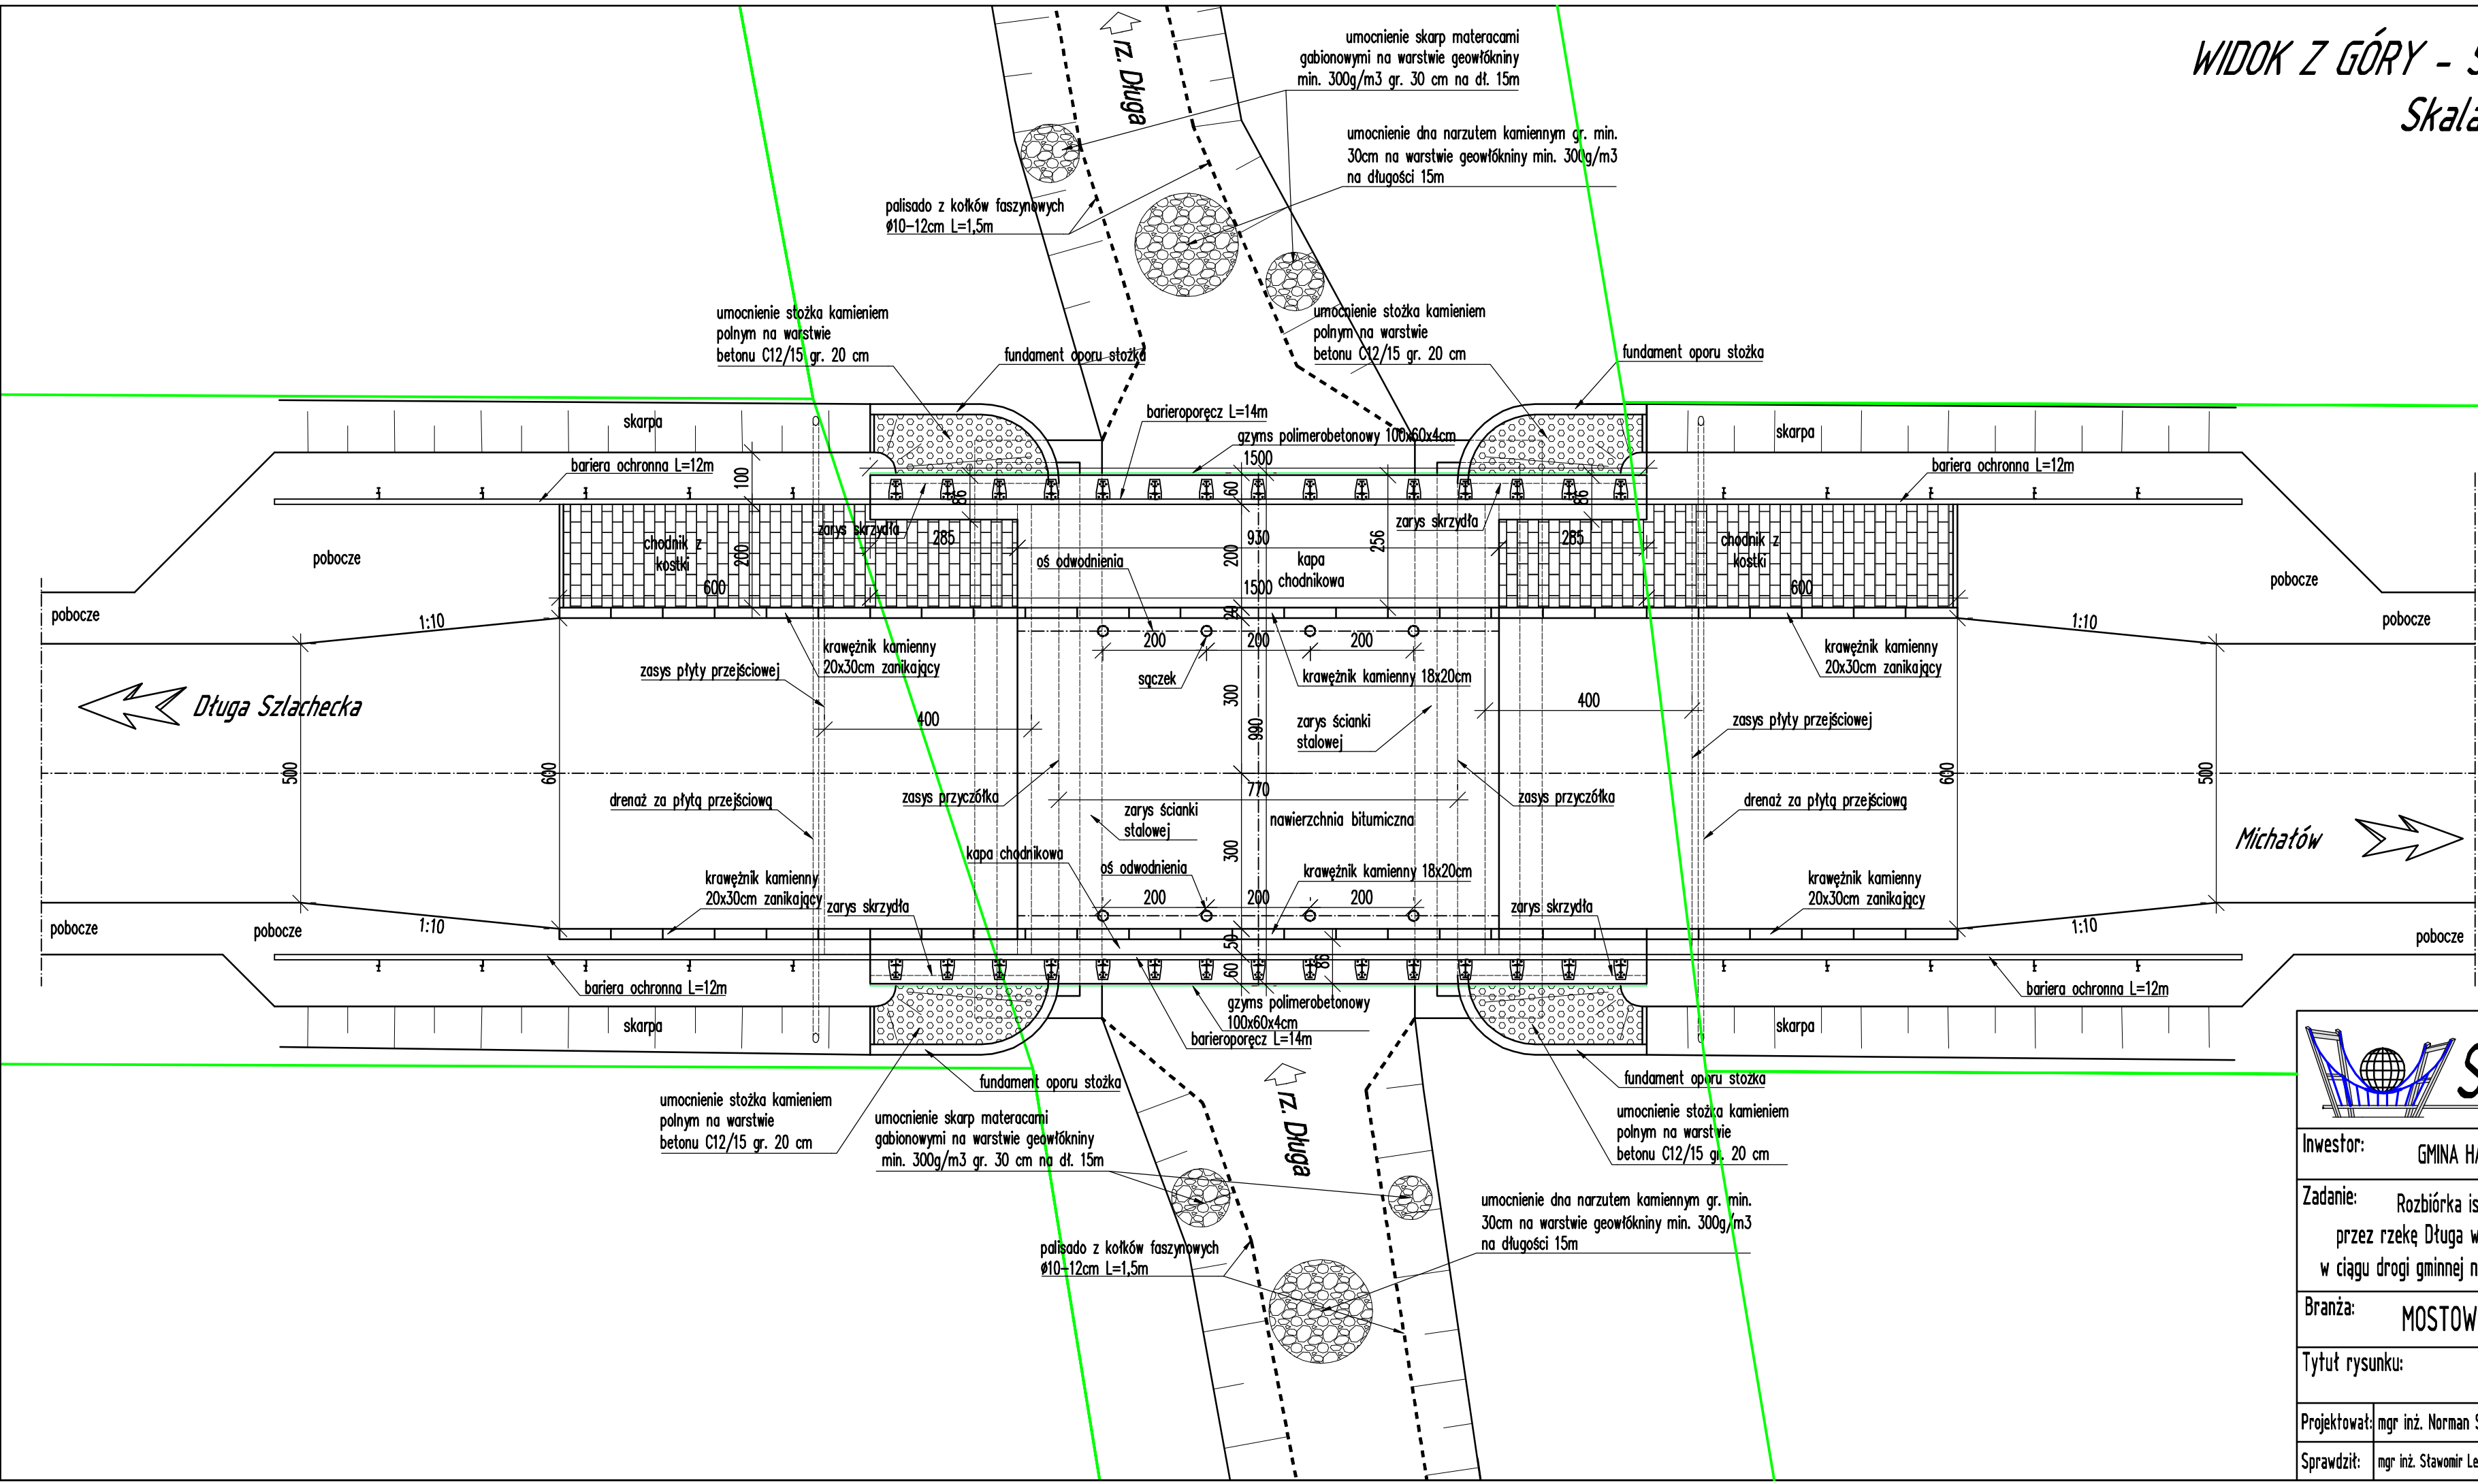 WIDOK Z GÓRY - S
Skala
rz. Długa
umocnienie skarp materacami
gabionowymi na warstwie geowłókniny
min. 300g/m3 gr. 30 cm na dł. 15m
umocnienie dna narzutem kamiennym gr. min.
30cm na warstwie geowłókniny min. 300g/m3
na długości 15m
palisado z kołków faszynowych
ø10-12cm L=1,5m
umocnienie stożka kamieniem
polnym na warstwie
betonu C12/15 gr. 20 cm
fundament oporu stożka
umocnienie stożka kamieniem
polnym na warstwie
betonu C12/15 gr. 20 cm
fundament oporu stożka
skarpa
barieroporęcz L=14m
gzyms polimerobetonowy 100x60x4cm
skarpa
bariera ochronna L=12m
100
1500
60
86
86
bariera ochronna L=12m
zarys skrzydła
zarys skrzydła
chodnik z
kostki
200
285
930
200
256
285
chodnik z
kostki
pobocze
oś odwodnienia
kapa
chodnikowa
pobocze
600
1500
600
pobocze
1:10
20
1:10
pobocze
krawężnik kamienny
20x30cm zanikający
200
200
200
krawężnik kamienny
20x30cm zanikający
zasys płyty przejściowej
sączek
krawężnik kamienny 18x20cm
300
Długa Szlachecka
400
990
zarys ścianki
stalowej
400
zasys płyty przejściowej
500
600
600
500
drenaż za płytą przejściową
zasys przyczółka
770
zasys przyczółka
drenaż za płytą przejściową
zarys ścianki
stalowej
nawierzchnia bitumiczna
Michałów
kapa chodnikowa
300
oś odwodnienia
krawężnik kamienny 18x20cm
krawężnik kamienny
20x30cm zanikający
zarys skrzydła
200
200
200
zarys skrzydła
krawężnik kamienny
20x30cm zanikający
pobocze
pobocze
1:10
50
1:10
pobocze
60
86
bariera ochronna L=12m
bariera ochronna L=12m
gzyms polimerobetonowy
100x60x4cm
skarpa
barieroporęcz L=14m
skarpa
fundament oporu stożka
fundament oporu stożka
umocnienie stożka kamieniem
polnym na warstwie
betonu C12/15 gr. 20 cm
umocnienie skarp materacami
gabionowymi na warstwie geowłókniny
min. 300g/m3 gr. 30 cm na dł. 15m
rz. Długa
umocnienie stożka kamieniem
polnym na warstwie
betonu C12/15 gr. 20 cm
umocnienie dna narzutem kamiennym gr. min.
30cm na warstwie geowłókniny min. 300g/m3
na długości 15m
palisado z kołków faszynowych
ø10-12cm L=1,5m
S
Inwestor: GMINA HA
Zadanie: Rozbiórka is
przez rzekę Długa w
w ciągu drogi gminnej n
Branża: MOSTOW
Tytuł rysunku:
Projektował: mgr inż. Norman S
Sprawdził: mgr inż. Sławomir Le